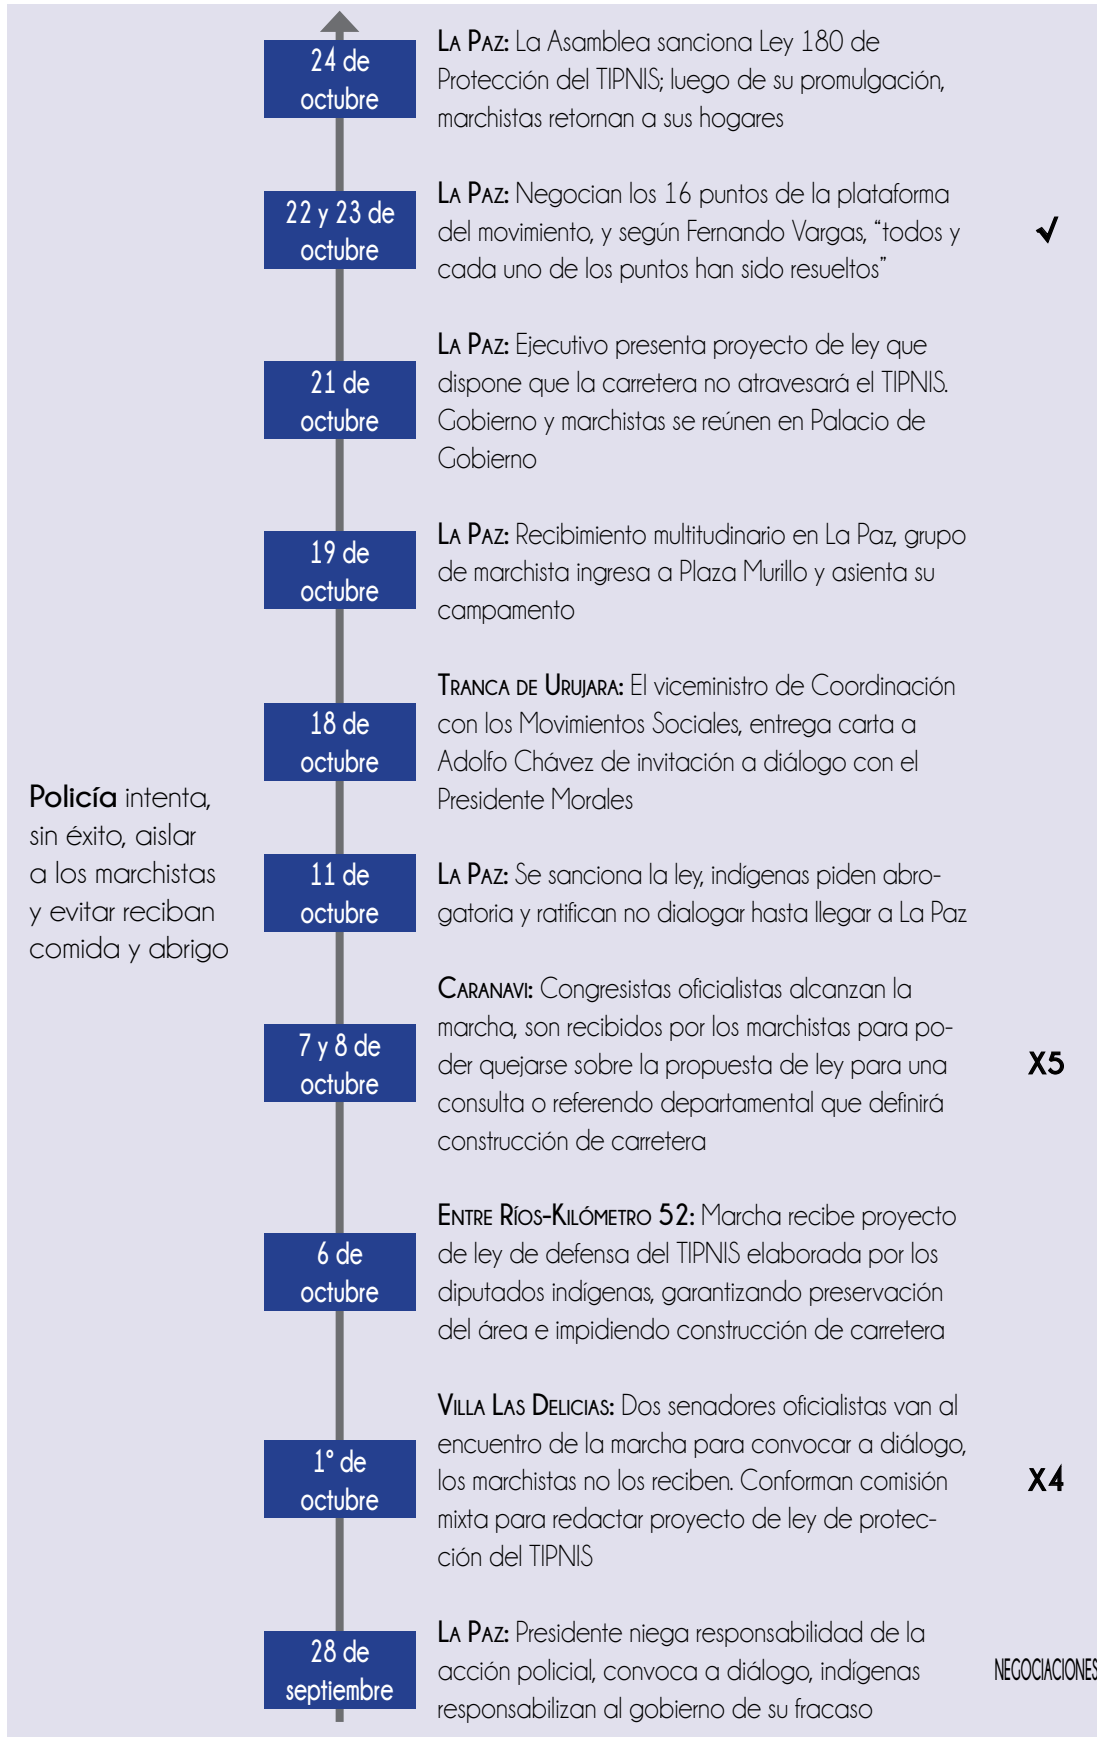 24 de
octubre
LA PAZ: La Asamblea sanciona Ley 180 de
Protección del TIPNIS; luego de su promulgación,
marchistas retornan a sus hogares
22 y 23 de
octubre
LA PAZ: Negocian los 16 puntos de la plataforma
del movimiento, y según Fernando Vargas, “todos y
cada uno de los puntos han sido resueltos”
✓
21 de
octubre
LA PAZ: Ejecutivo presenta proyecto de ley que
dispone que la carretera no atravesará el TIPNIS.
Gobierno y marchistas se reúnen en Palacio de
Gobierno
19 de
octubre
LA PAZ: Recibimiento multitudinario en La Paz, grupo
de marchista ingresa a Plaza Murillo y asienta su
campamento
18 de
octubre
TRANCA DE URUJARA: El viceministro de Coordinación
con los Movimientos Sociales, entrega carta a
Adolfo Chávez de invitación a diálogo con el
Presidente Morales
Policía intenta,
sin éxito, aislar
a los marchistas
y evitar reciban
comida y abrigo
11 de
octubre
LA PAZ: Se sanciona la ley, indígenas piden abro-
gatoria y ratifican no dialogar hasta llegar a La Paz
7 y 8 de
octubre
CARANAVI: Congresistas oficialistas alcanzan la
marcha, son recibidos por los marchistas para po-
der quejarse sobre la propuesta de ley para una
consulta o referendo departamental que definirá
construcción de carretera
X5
6 de
octubre
ENTRE RÍOS-KILÓMETRO 52: Marcha recibe proyecto
de ley de defensa del TIPNIS elaborada por los
diputados indígenas, garantizando preservación
del área e impidiendo construcción de carretera
1° de
octubre
VILLA LAS DELICIAS: Dos senadores oficialistas van al
encuentro de la marcha para convocar a diálogo,
los marchistas no los reciben. Conforman comisión
mixta para redactar proyecto de ley de protec-
ción del TIPNIS
X4
28 de
septiembre
LA PAZ: Presidente niega responsabilidad de la
acción policial, convoca a diálogo, indígenas
responsabilizan al gobierno de su fracaso
NEGOCIACIONES